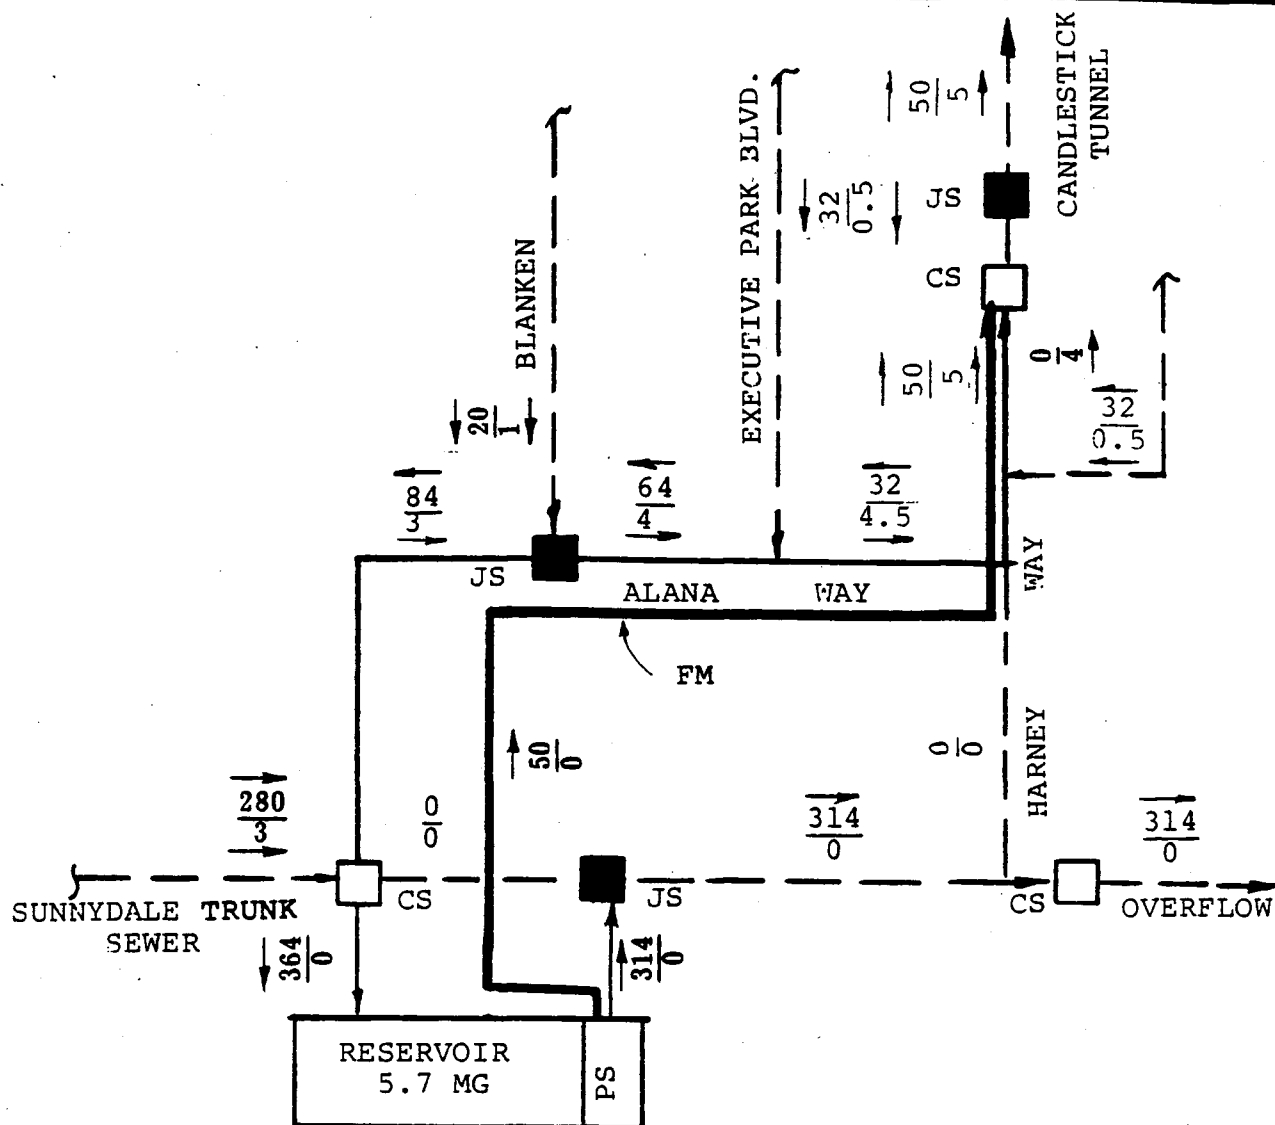 CANDLESTICK
TUNNEL
50
5
EXECUTIVE PARK BLVD.
32
0.5
JS
CS
BLANKEN
20
1
50
5
0
4
32
0.5
84
3
64
4
32
4.5
JS
ALANA WAY
HARNEY WAY
FM
50
0
0
0
280
3
0
0
314
0
314
0
CS
JS
CS
SUNNYDALE TRUNK
SEWER
OVERFLOW
364
0
314
0
RESERVOIR
5.7 MG
PS